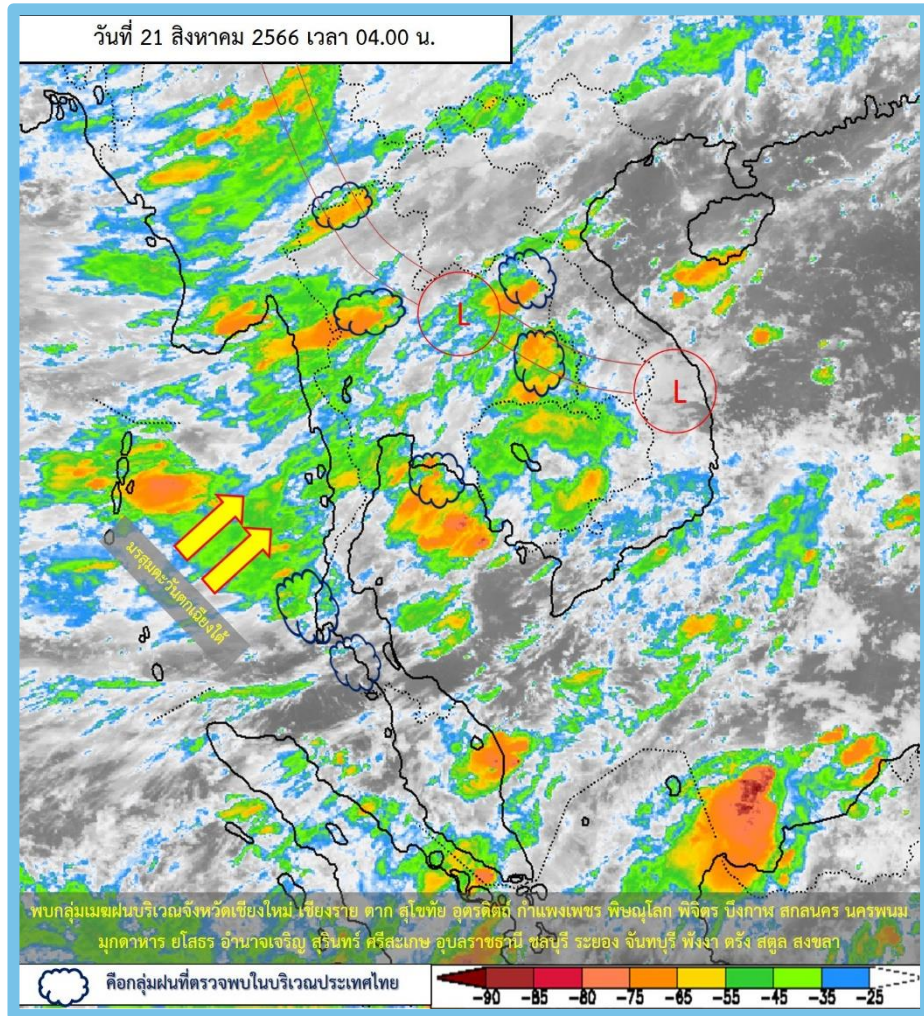 วันที่ 21 สิงหาคม 2566 เวลา 04.00 น.
L
L
มรสุมตะวันตกเฉียงใต้
พบกลุ่มเมฆฝนบริเวณจังหวัดเชียงใหม่ เชียงราย ตาก สุโขทัย อุตรดิตถ์ กำแพงเพชร พิษณุโลก พิจิตร บึงกาฬ สกลนคร นครพนม
มุกดาหาร ยโสธร อำนาจเจริญ สุรินทร์ ศรีสะเกษ อุบลราชธานี ชลบุรี ระยอง จันทบุรี พังงา ตรัง สตูล สงขลา
คือกลุ่มฝนที่ตรวจพบในบริเวณประเทศไทย
-90 -85 -80 -75 -65 -55 -45 -35 -25